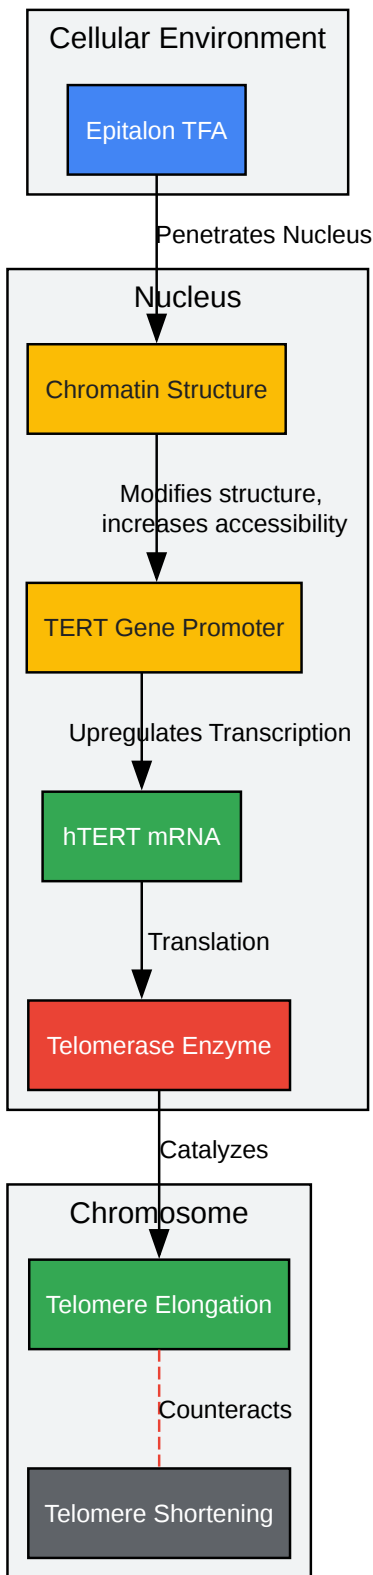 Cellular Environment
Epitalon TFA
Penetrates Nucleus
Nucleus
Chromatin Structure
Modifies structure,
increases accessibility
TERT Gene Promoter
Upregulates Transcription
hTERT mRNA
Translation
Telomerase Enzyme
Catalyzes
Chromosome
Telomere Elongation
Counteracts
Telomere Shortening